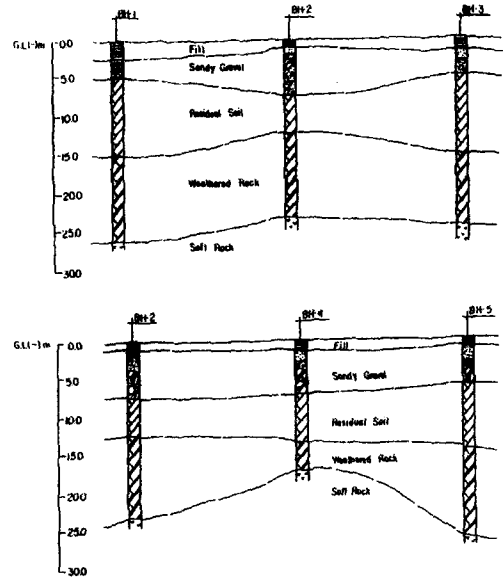 BH-1 BH-2 BH-3
G.L(-)m 0.0
Fill
Sandy Gravel
5.0
10.0
Residual Soil
15.0
Weathered Rock
20.0
25.0
Soft Rock
30.0
BH-2 BH-4 BH-5
G.L(-)m 0.0
Fill
5.0
Sandy Gravel
10.0
Residual Soil
15.0
Weathered Rock
20.0
Soft Rock
25.0
30.0